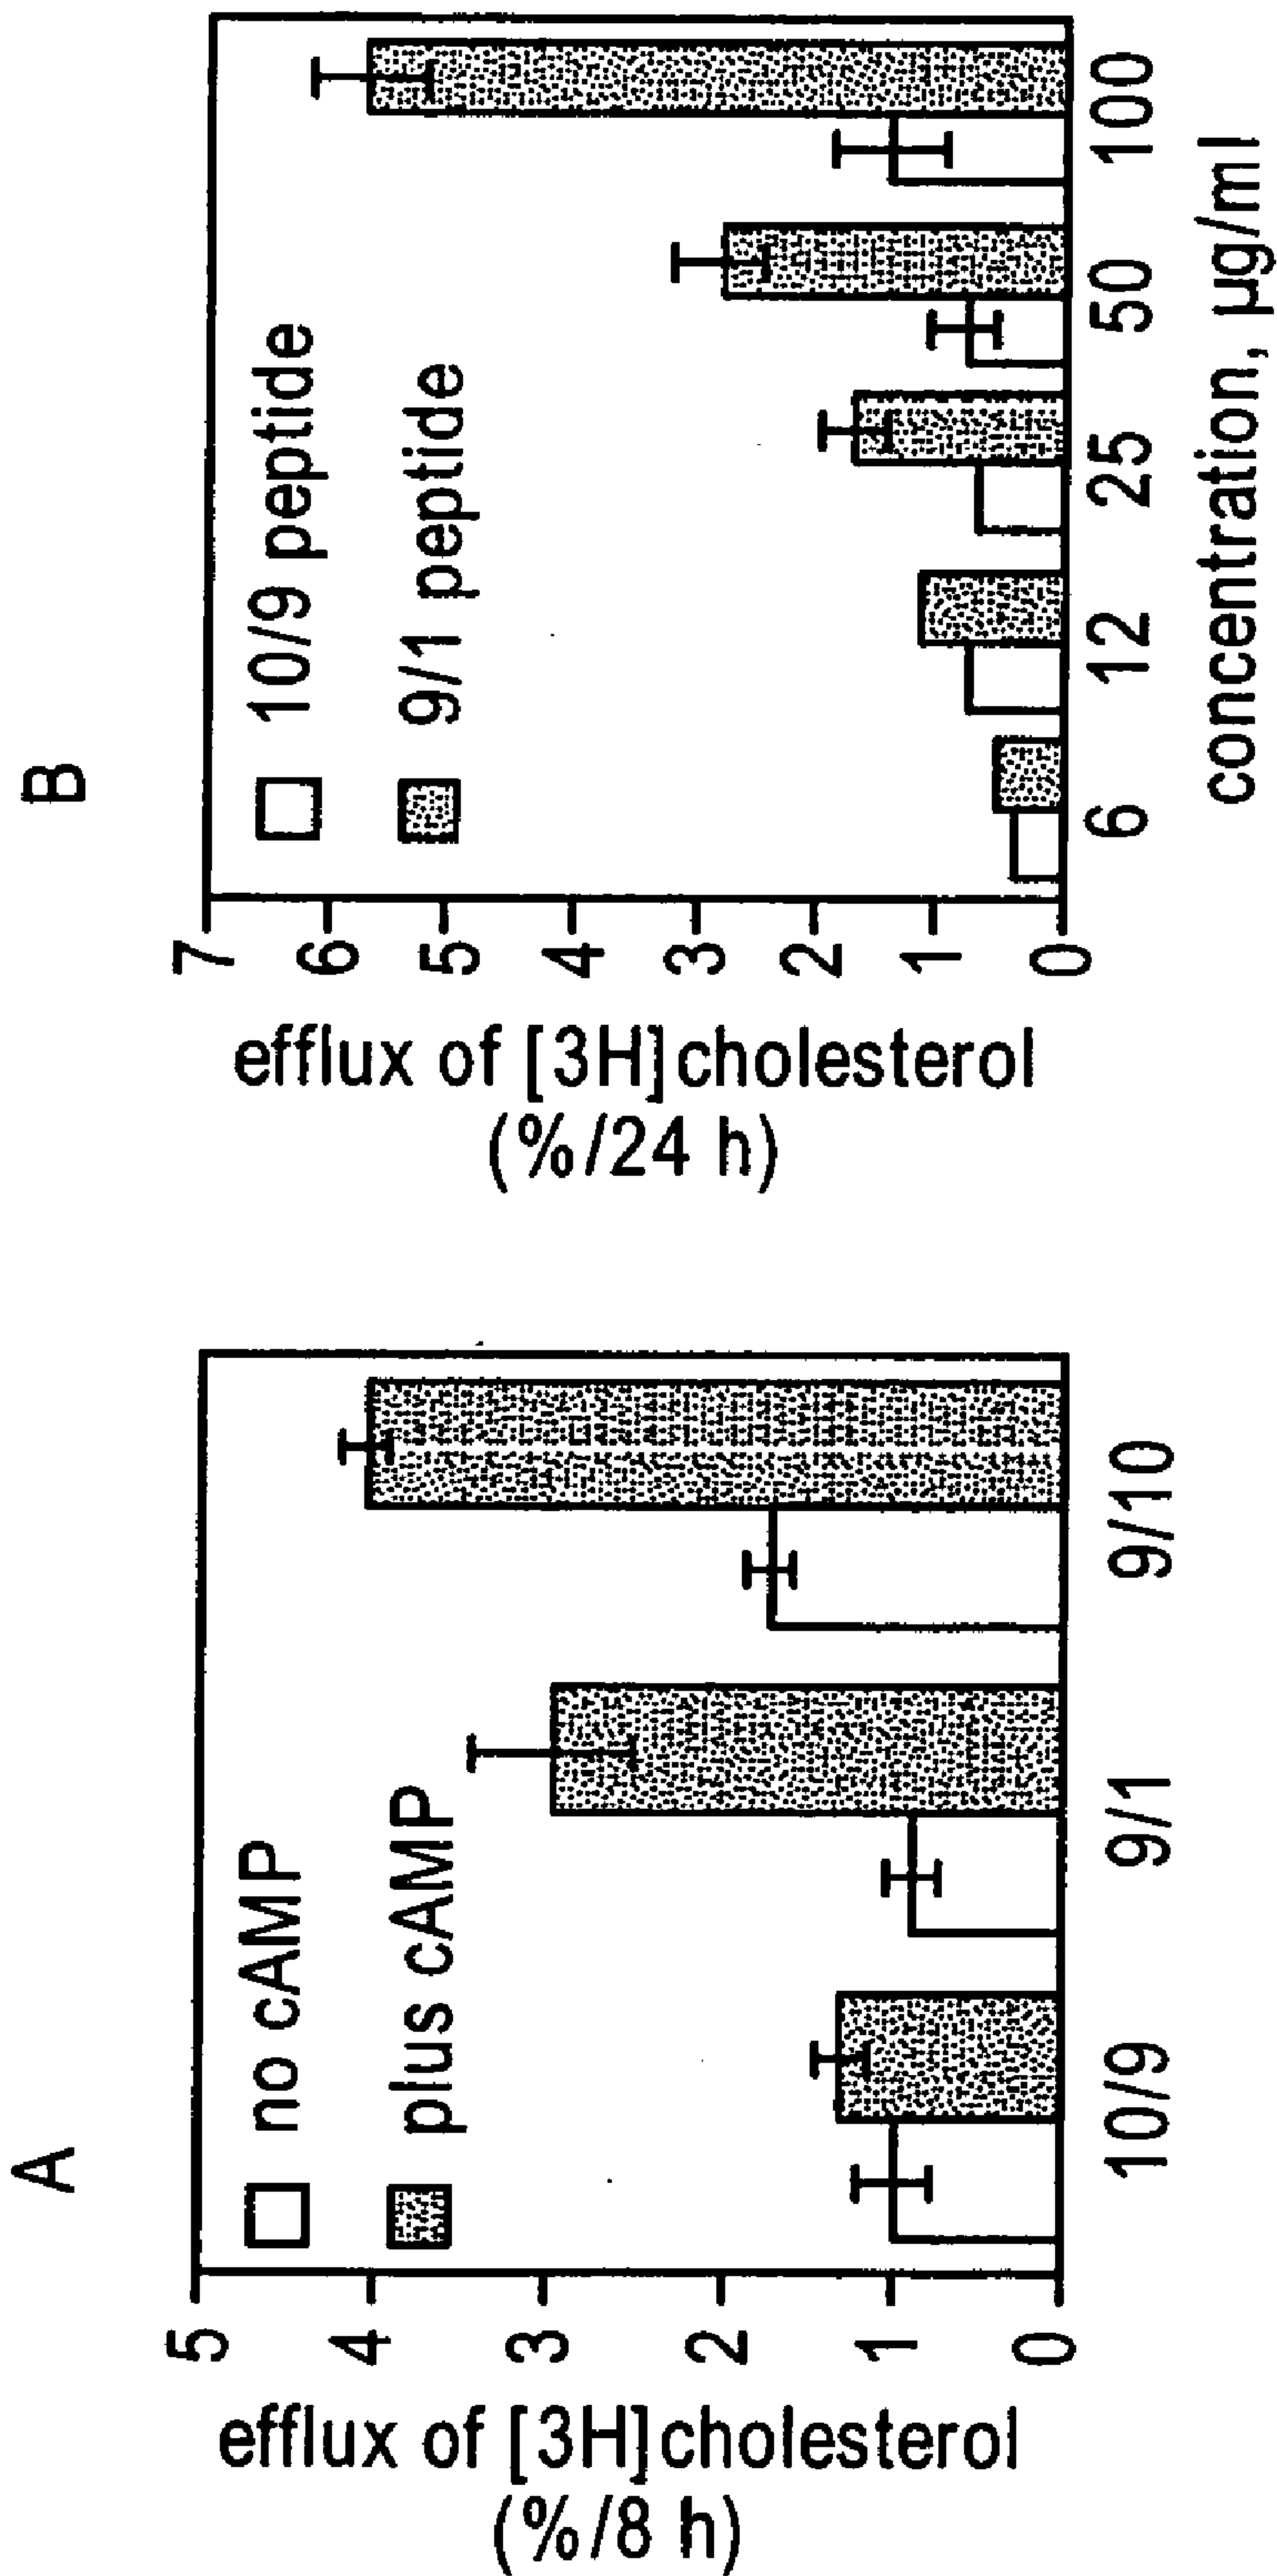 A
efflux of [3H]cholesterol
(%/8 h)
5
4
3
2
1
0
no cAMP
plus cAMP
10/9
9/1
9/10
B
efflux of [3H]cholesterol
(%/24 h)
7
6
5
4
3
2
1
0
10/9 peptide
9/1 peptide
6
12
25
50
100
concentration, µg/ml